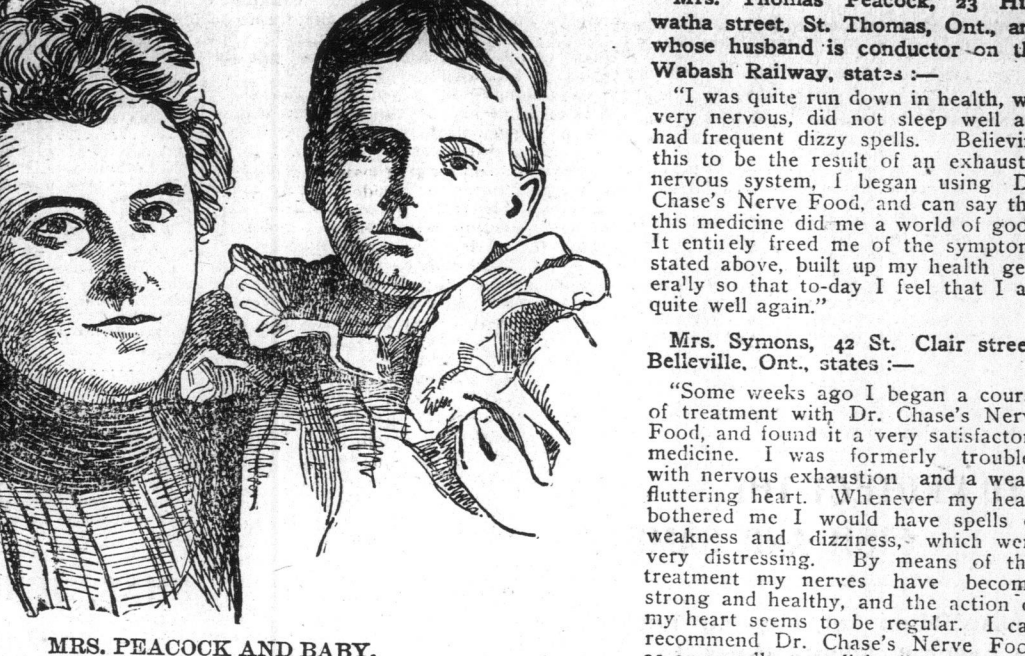 MRS. PEACOCK AND BABY.
Mrs. Thomas Peacock, 23 Hi
watha street, St. Thomas, Ont., an
whose husband is conductor on th
Wabash Railway, states :—
"I was quite run down in health, w
very nervous, did not sleep well a
had frequent dizzy spells. Believi
this to be the result of an exhaust
nervous system, I began using D
Chase's Nerve Food, and can say th
this medicine did me a world of goo
It entirely freed me of the symptom
stated above, built up my health ge
erally so that to-day I feel that I a
quite well again."
Mrs. Symons, 42 St. Clair stree
Belleville, Ont., states :—
"Some weeks ago I began a cour
of treatment with Dr. Chase's Nerv
Food, and found it a very satisfactor
medicine. I was formerly trouble
with nervous exhaustion and a wea
fluttering heart. Whenever my hea
bothered me I would have spells
weakness and dizziness, which wer
very distressing. By means of th
treatment my nerves have becom
strong and healthy, and the action
my heart seems to be regular. I ca
recommend Dr. Chase's Nerve Foo